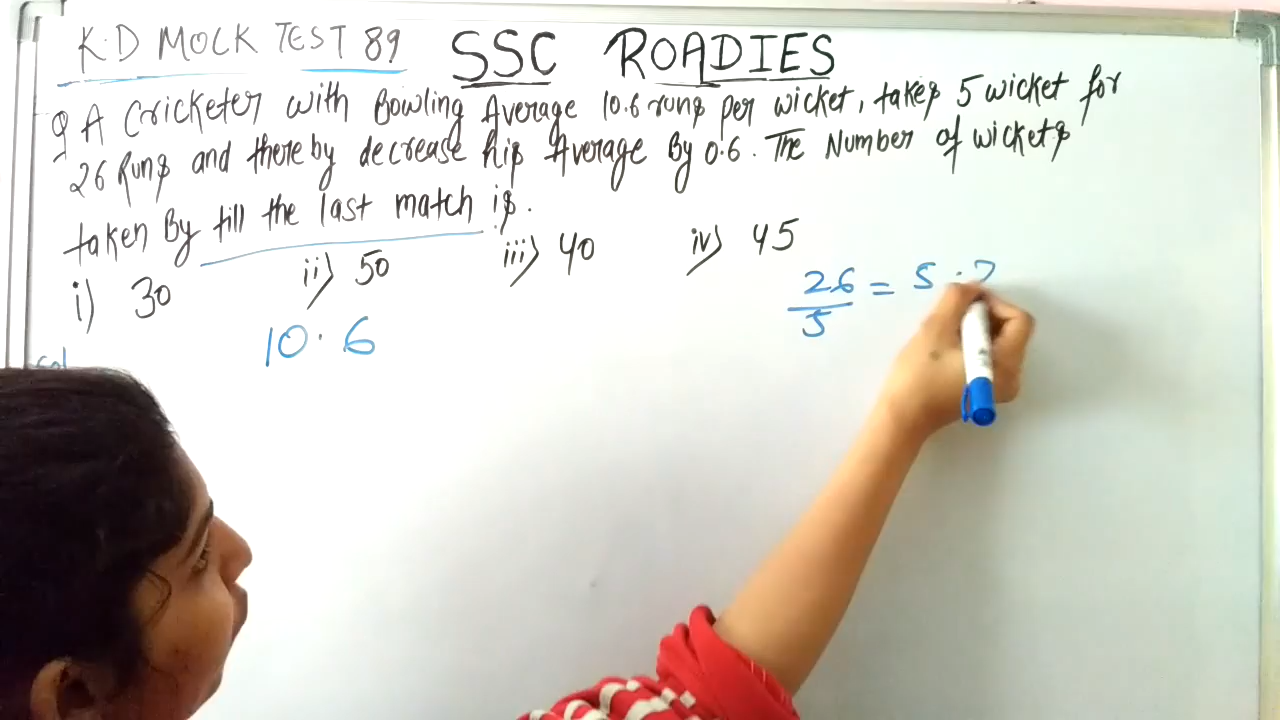 K.D MOCK TEST 89 SSC ROADIES
Q A Cricketer with Bowling Average 10.6 runs per wicket, takes 5 wicket for
26 Runs and thereby decrease his Average By 0.6. The Number of wickets
taken By till the last match is.
i) 30 ii) 50 iii) 40 iv) 45
26/5 = 5.2
10.6